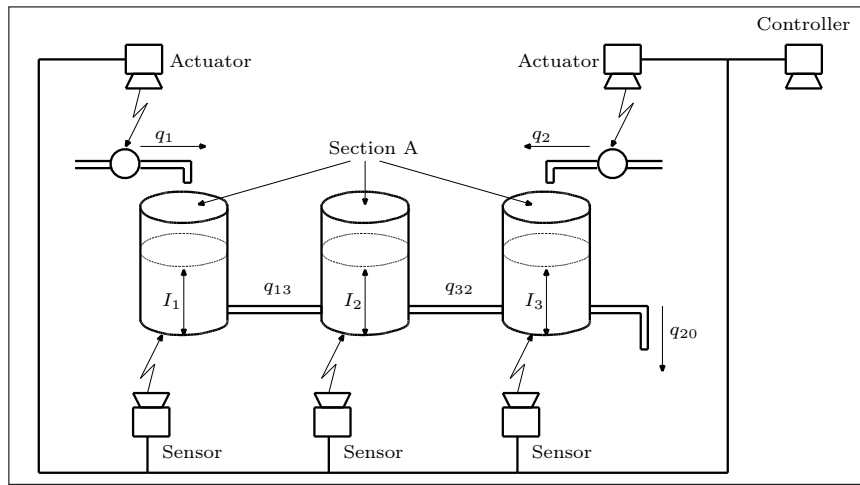 Controller
Actuator
Actuator
q1
q2
Section A
I1
q13
I2
q32
I3
q20
Sensor
Sensor
Sensor